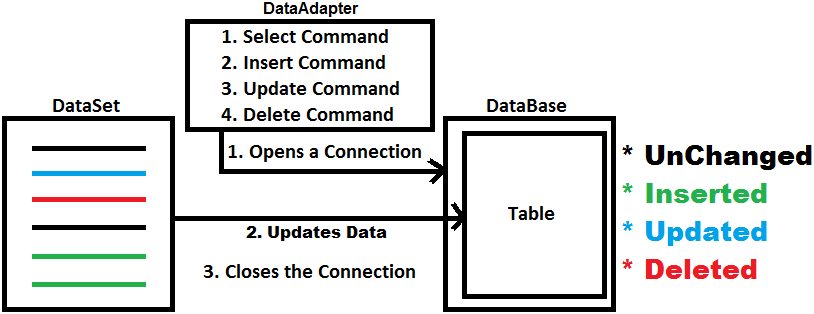 DataAdapter
1. Select Command
2. Insert Command
3. Update Command
4. Delete Command
DataSet
DataBase
1. Opens a Connection
* UnChanged
* Inserted
Table
2. Updates Data
* Updated
3. Closes the Connection
* Deleted